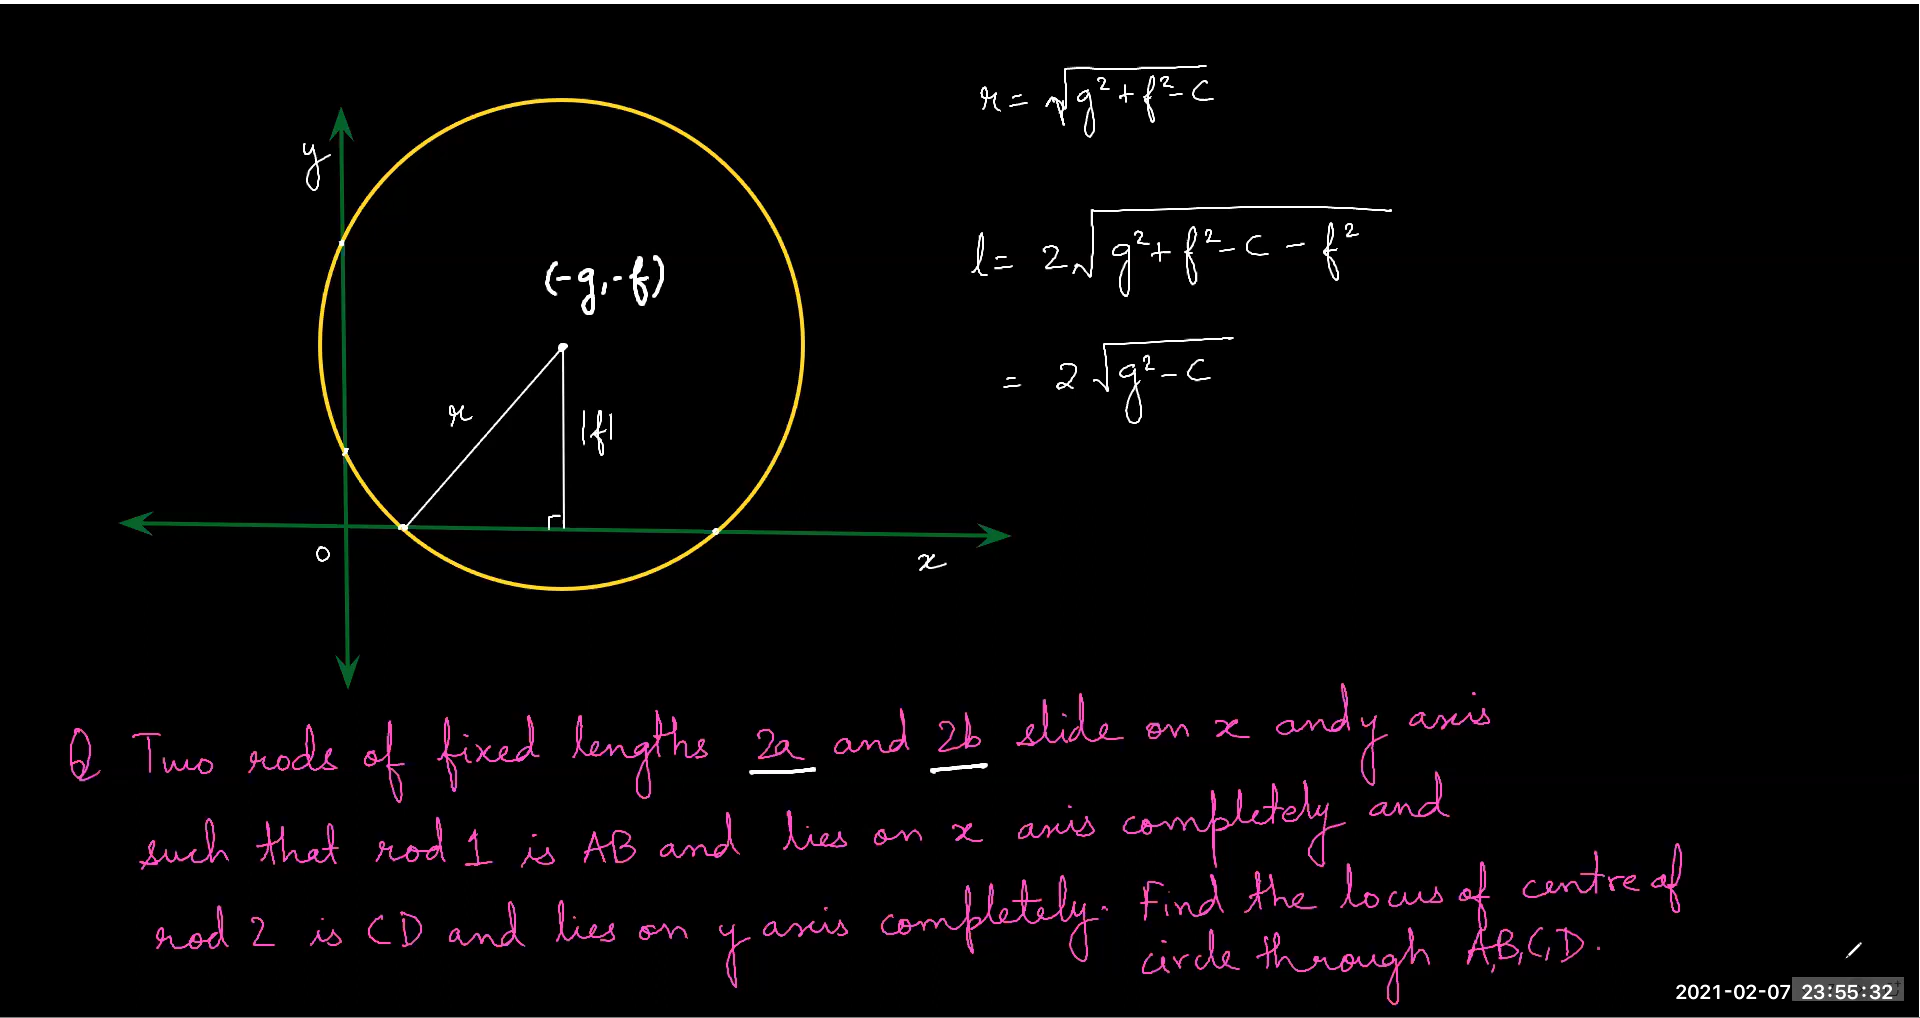 y
(-g,-f)
r
|f|
O
x
r = √g²+f²-c
l = 2√g²+f²-c-f²
= 2√g²-c
Q Two rods of fixed lengths 2a and 2b slide on x and y axis
such that rod 1 is AB and lies on x axis completely and
rod 2 is CD and lies on y axis completely. Find the locus of centre of
circle through A,B,C,D.
2021-02-07 23:55:32